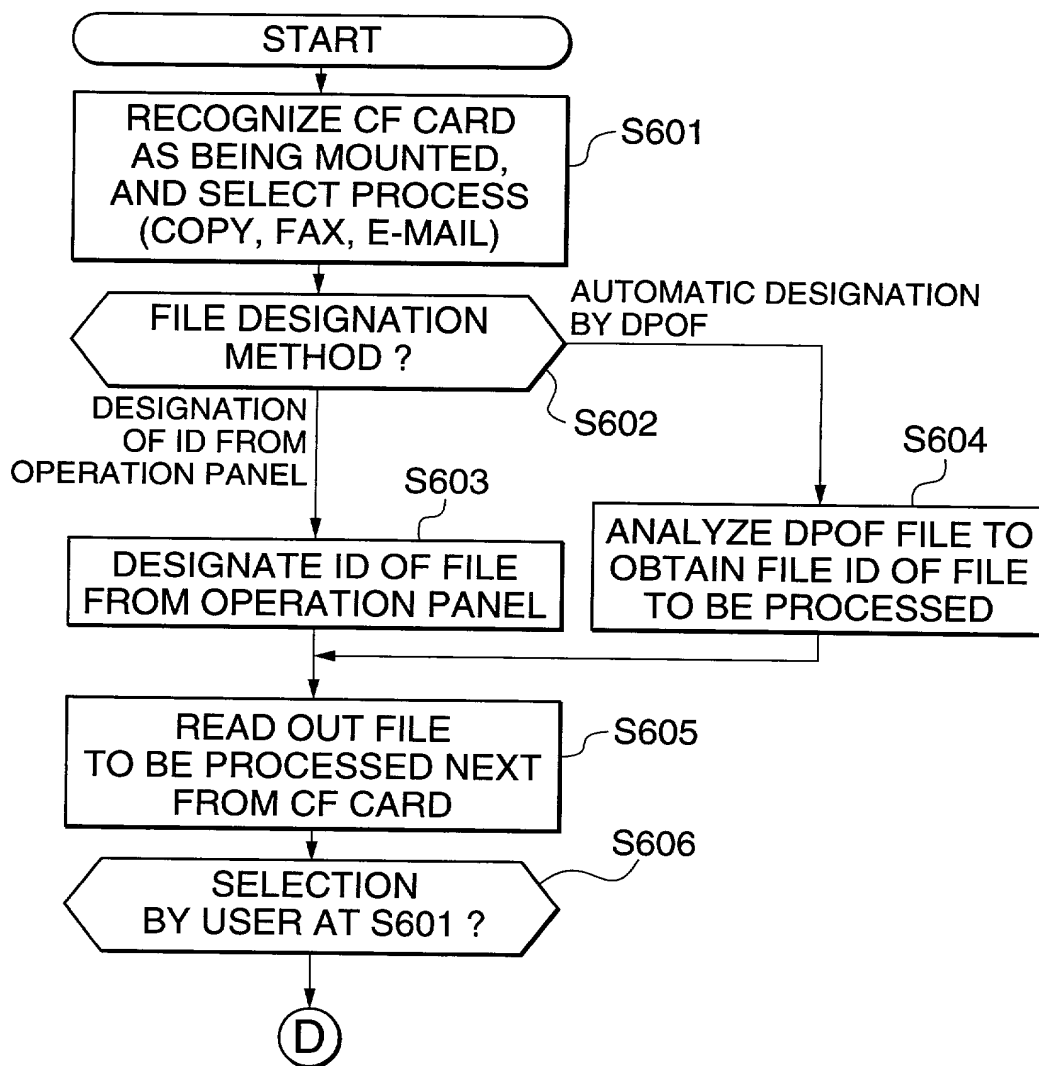 START
RECOGNIZE CF CARD
AS BEING MOUNTED,
AND SELECT PROCESS
(COPY, FAX, E-MAIL)
S601
FILE DESIGNATION
METHOD ?
S602
AUTOMATIC DESIGNATION
BY DPOF
DESIGNATION
OF ID FROM
OPERATION PANEL
S603
DESIGNATE ID OF FILE
FROM OPERATION PANEL
S604
ANALYZE DPOF FILE TO
OBTAIN FILE ID OF FILE
TO BE PROCESSED
READ OUT FILE
TO BE PROCESSED NEXT
FROM CF CARD
S605
SELECTION
BY USER AT S601 ?
S606
D